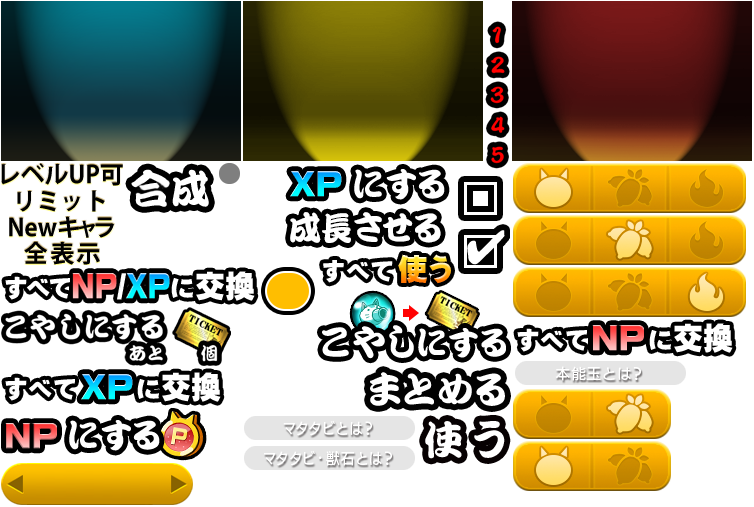 1
2
3
4
5
レベルUP可
リミット
Newキャラ
全表示
合成
XPにする
成長させる
すべて使う
すべてNP/XPに交換
TICKET
こやしにする
TICKET
あと 個
こやしにする
すべてNPに交換
本能玉とは?
すべてXPに交換
まとめる
NPにする
P
マタタビとは?
使う
マタタビ・獣石とは?